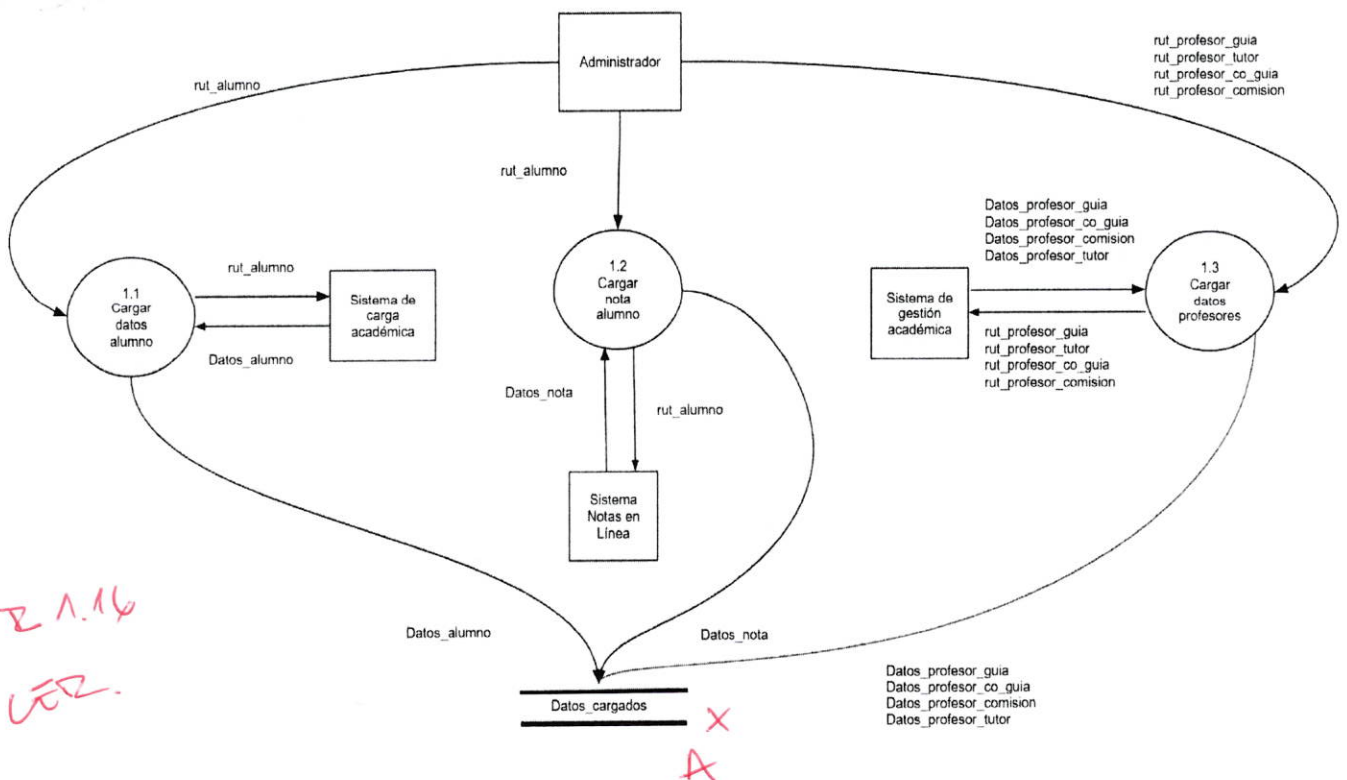 Administrador
rut_alumno
rut_profesor_guia
rut_profesor_tutor
rut_profesor_co_guia
rut_profesor_comision
rut_alumno
Datos_profesor_guia
Datos_profesor_co_guia
Datos_profesor_comision
Datos_profesor_tutor
1.1
Cargar
datos
alumno
rut_alumno
Datos_alumno
Sistema de
carga
académica
1.2
Cargar
nota
alumno
Sistema de
gestión
académica
1.3
Cargar
datos
profesores
rut_profesor_guia
rut_profesor_tutor
rut_profesor_co_guia
rut_profesor_comision
Datos_nota
rut_alumno
Sistema
Notas en
Línea
1.16
Datos_alumno
Datos_nota
Datos_profesor_guia
Datos_profesor_co_guia
Datos_profesor_comision
Datos_profesor_tutor
Datos_cargados
X
A